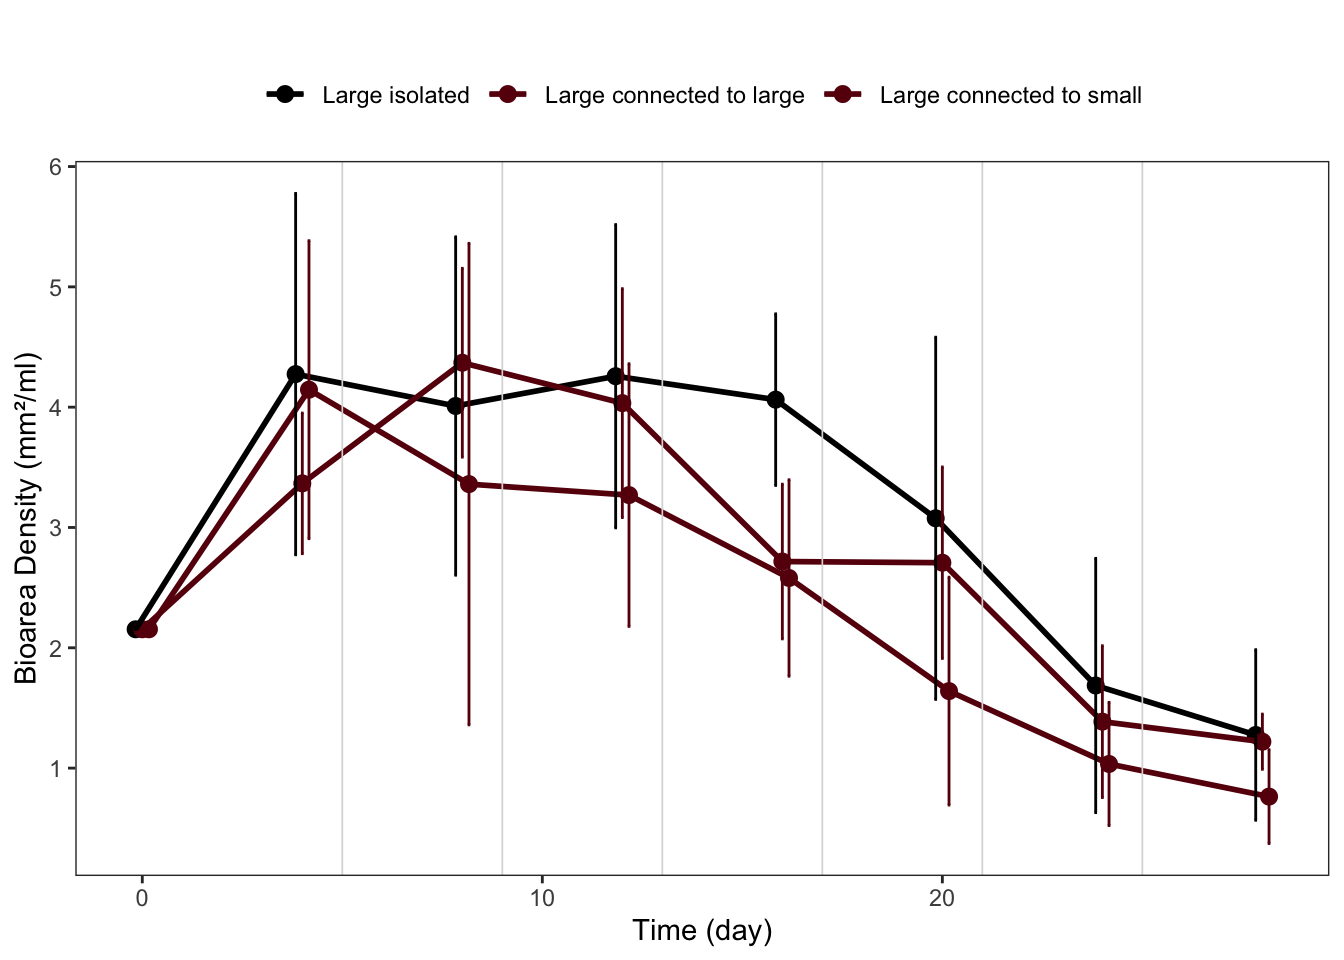 Large isolated Large connected to large Large connected to small
6
5
4
3
2
1
Bioarea Density (mm²/ml)
0 10 20
Time (day)